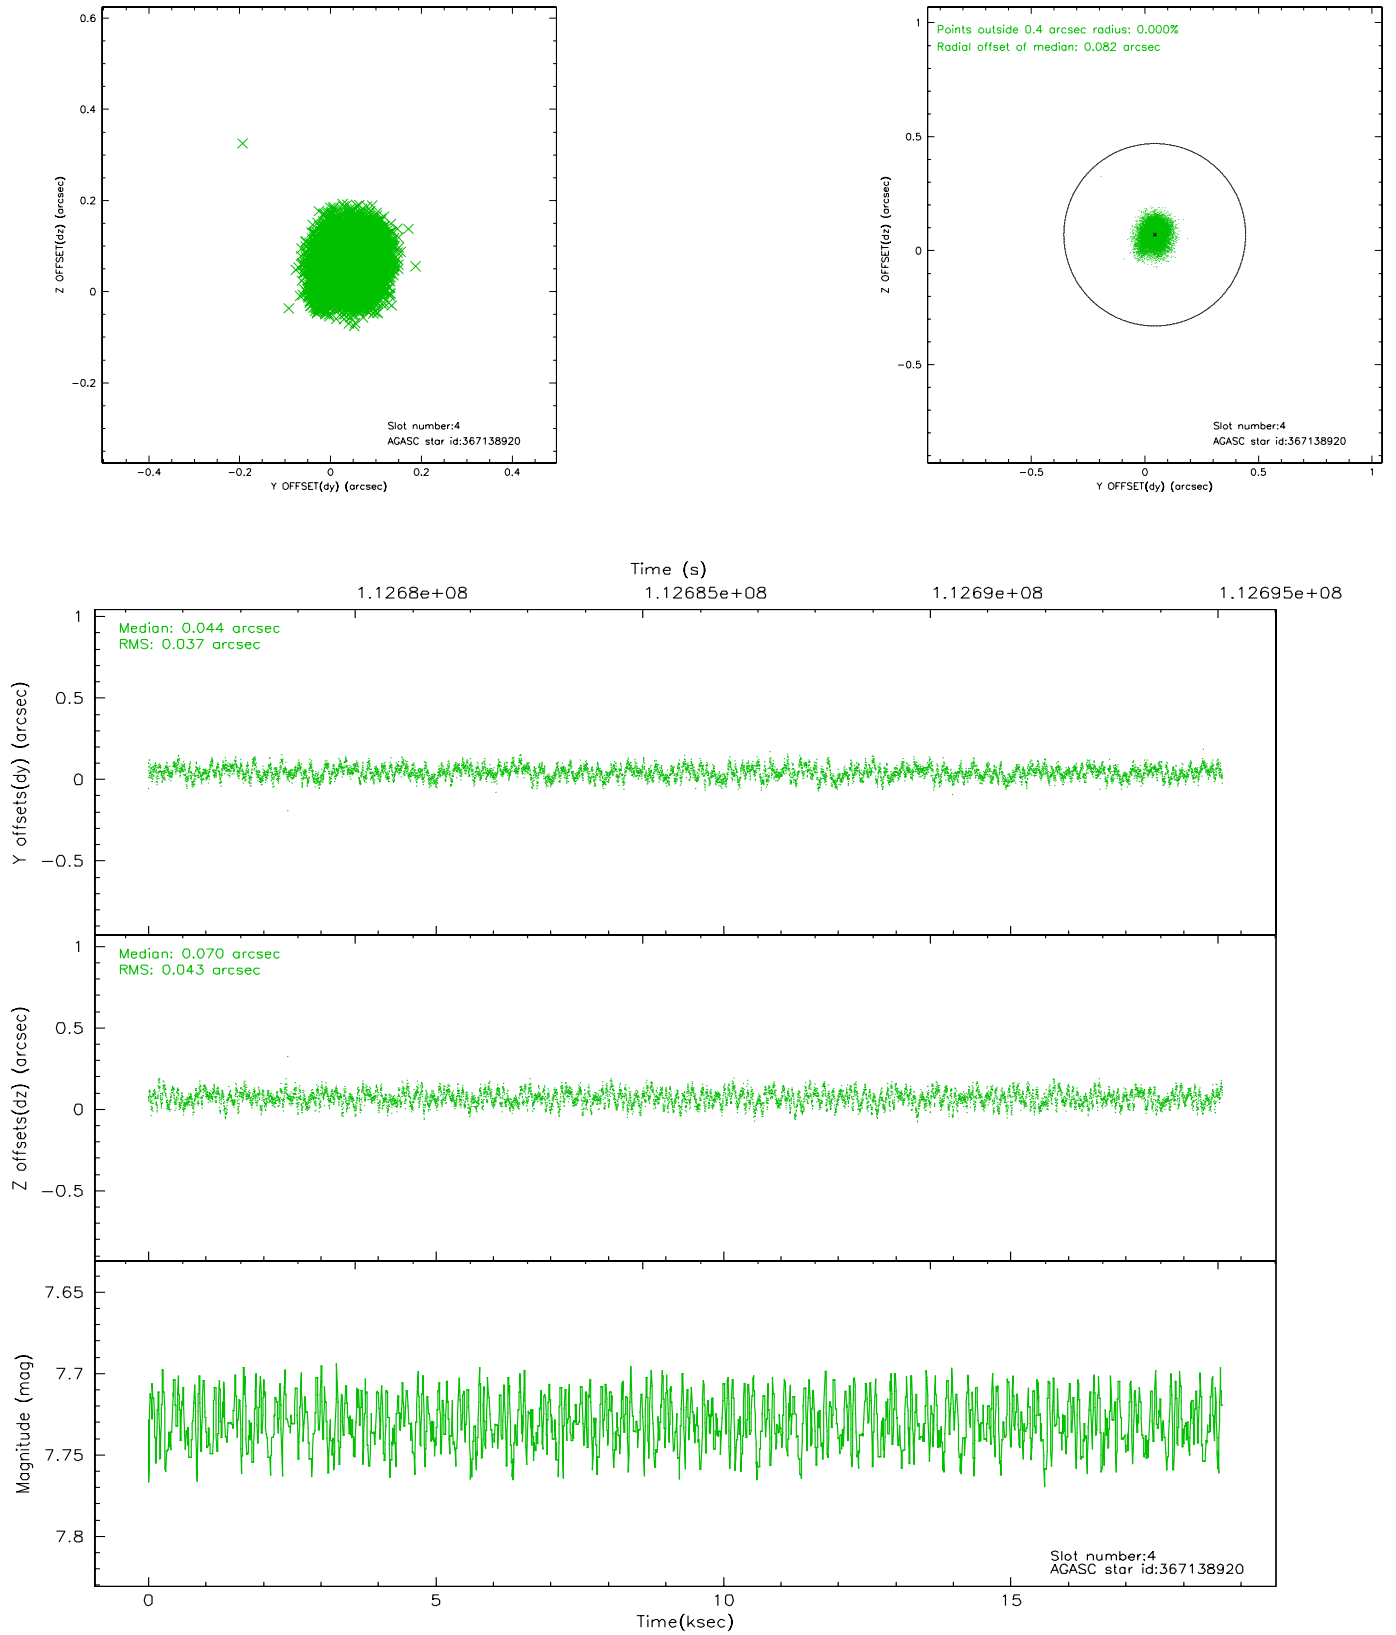 0.6
0.4
0.2
0
−0.2
−0.4
−0.2
0
0.2
0.4
Z OFFSET(dz) (arcsec)
Y OFFSET(dy) (arcsec)
Slot number:4
AGASC star id:367138920
Points outside 0.4 arcsec radius: 0.000%
Radial offset of median: 0.082 arcsec
1
0.5
0
−0.5
−0.5
0
0.5
1
Z OFFSET(dz) (arcsec)
Y OFFSET(dy) (arcsec)
Slot number:4
AGASC star id:367138920
Time (s)
1.1268e+08
1.12685e+08
1.1269e+08
1.12695e+08
Median: 0.044 arcsec
RMS: 0.037 arcsec
1
0.5
0
−0.5
Y offsets(dy) (arcsec)
Median: 0.070 arcsec
RMS: 0.043 arcsec
1
0.5
0
−0.5
Z offsets(dz) (arcsec)
7.65
7.7
7.75
7.8
Magnitude (mag)
Slot number:4
AGASC star id:367138920
0
5
10
15
Time(ksec)